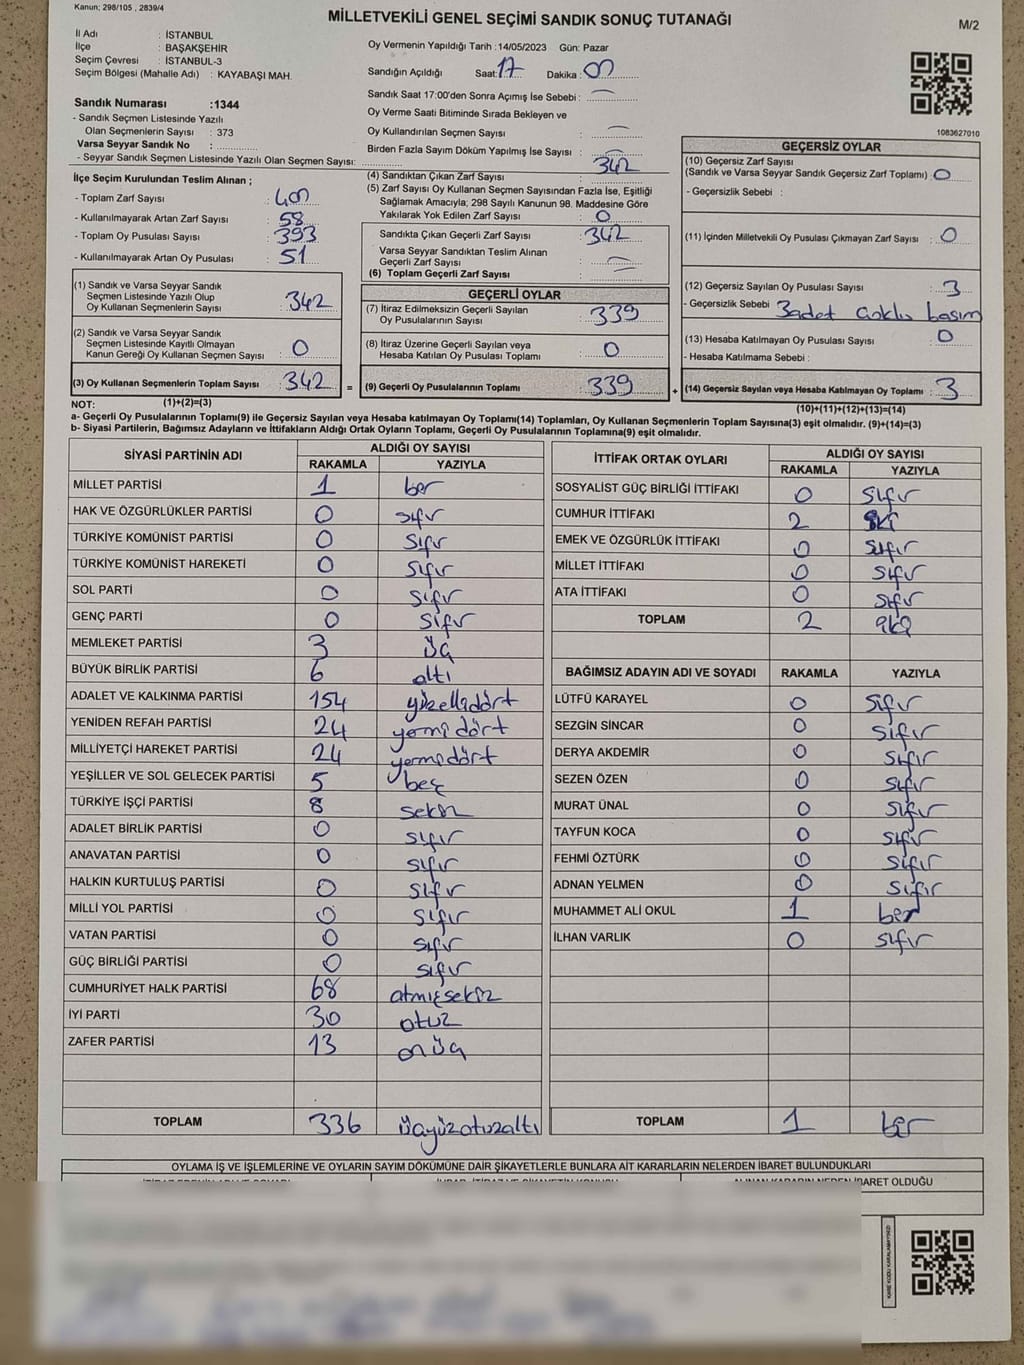 Kanun: 298/105 , 2839/4
MİLLETVEKİLİ GENEL SEÇİMİ SANDIK SONUÇ TUTANAĞI
M/2
İl Adı : İSTANBUL
İlçe : BAŞAKŞEHİR
Seçim Çevresi : İSTANBUL-3
Seçim Bölgesi (Mahalle Adı) : KAYABAŞI MAH.
Sandık Numarası :1344
- Sandık Seçmen Listesinde Yazılı
Olan Seçmenlerin Sayısı : 373
Varsa Seyyar Sandık No :
- Seyyar Sandık Seçmen Listesinde Yazılı Olan Seçmen Sayısı:
Oy Vermenin Yapıldığı Tarih :14/05/2023 Gün: Pazar
Sandığın Açıldığı Saat: 17 Dakika : 00
Sandık Saat 17:00'den Sonra Açımış İse Sebebi :
Oy Verme Saati Bitiminde Sırada Bekleyen ve
Oy Kullandırılan Seçmen Sayısı :
Birden Fazla Sayım Döküm Yapılmış İse Sayısı :
1083627010
İlçe Seçim Kurulundan Teslim Alınan ;
- Toplam Zarf Sayısı : 400
- Kullanılmayarak Artan Zarf Sayısı : 58
- Toplam Oy Pusulası Sayısı : 393
- Kullanılmayarak Artan Oy Pusulası : 51
(1) Sandık ve Varsa Seyyar Sandık
Seçmen Listesinde Yazılı Olup
Oy Kullanan Seçmenlerin Sayısı : 342
(2) Sandık ve Varsa Seyyar Sandık
Seçmen Listesinde Kayıtlı Olmayan
Kanun Gereği Oy Kullanan Seçmen Sayısı : 0
(3) Oy Kullanan Seçmenlerin Toplam Sayısı : 342 =
(1)+(2)=(3)
(4) Sandıktan Çıkan Zarf Sayısı : 342
(5) Zarf Sayısı Oy Kullanan Seçmen Sayısından Fazla İse, Eşitliği
Sağlamak Amacıyla; 298 Sayılı Kanunun 98. Maddesine Göre
Yakılarak Yok Edilen Zarf Sayısı : 0
Sandıkta Çıkan Geçerli Zarf Sayısı : 342
Varsa Seyyar Sandıktan Teslim Alınan
Geçerli Zarf Sayısı :
(6) Toplam Geçerli Zarf Sayısı :
GEÇERLİ OYLAR
(7) İtiraz Edilmeksizin Geçerli Sayılan
Oy Pusulalarının Sayısı : 339
(8) İtiraz Üzerine Geçerli Sayılan veya
Hesaba Katılan Oy Pusulası Toplamı : 0
(9) Geçerli Oy Pusulalarının Toplamı : 339 +
GEÇERSİZ OYLAR
(10) Geçersiz Zarf Sayısı
(Sandık ve Varsa Seyyar Sandık Geçersiz Zarf Toplamı) : 0
- Geçersizlik Sebebi :
(11) İçinden Milletvekili Oy Pusulası Çıkmayan Zarf Sayısı : 0
(12) Geçersiz Sayılan Oy Pusulası Sayısı : 3
- Geçersizlik Sebebi : 3adet çoklu basım
(13) Hesaba Katılmayan Oy Pusulası Sayısı : 0
- Hesaba Katılmama Sebebi :
(14) Geçersiz Sayılan veya Hesaba Katılmayan Oy Toplamı : 3
(10)+(11)+(12)+(13)=(14)
NOT:
a- Geçerli Oy Pusulalarının Toplamı(9) ile Geçersiz Sayılan veya Hesaba katılmayan Oy Toplamı(14) Toplamları, Oy Kullanan Seçmenlerin Toplam Sayısına(3) eşit olmalıdır. (9)+(14)=(3)
b- Siyasi Partilerin, Bağımsız Adayların ve İttifakların Aldığı Ortak Oyların Toplamı, Geçerli Oy Pusulalarının Toplamına(9) eşit olmalıdır.
SİYASİ PARTİNİN ADI
ALDIĞI OY SAYISI
RAKAMLA YAZIYLA
MİLLET PARTİSİ 1 bir
HAK VE ÖZGÜRLÜKLER PARTİSİ 0 sıfır
TÜRKİYE KOMÜNİST PARTİSİ 0 sıfır
TÜRKİYE KOMÜNİST HAREKETİ 0 sıfır
SOL PARTİ 0 sıfır
GENÇ PARTİ 0 sıfır
MEMLEKET PARTİSİ 3 üç
BÜYÜK BİRLİK PARTİSİ 6 altı
ADALET VE KALKINMA PARTİSİ 154 yüzellidört
YENİDEN REFAH PARTİSİ 24 yirmidört
MİLLİYETÇİ HAREKET PARTİSİ 24 yirmidört
YEŞİLLER VE SOL GELECEK PARTİSİ 5 beş
TÜRKİYE İŞÇİ PARTİSİ 8 sekiz
ADALET BİRLİK PARTİSİ 0 sıfır
ANAVATAN PARTİSİ 0 sıfır
HALKIN KURTULUŞ PARTİSİ 0 sıfır
MİLLİ YOL PARTİSİ 0 sıfır
VATAN PARTİSİ 0 sıfır
GÜÇ BİRLİĞİ PARTİSİ 0 sıfır
CUMHURİYET HALK PARTİSİ 68 atmışsekiz
İYİ PARTİ 30 otuz
ZAFER PARTİSİ 13 onüç
TOPLAM 336 üçyüzotuzaltı
İTTİFAK ORTAK OYLARI
ALDIĞI OY SAYISI
RAKAMLA YAZIYLA
SOSYALİST GÜÇ BİRLİĞİ İTTİFAKI 0 sıfır
CUMHUR İTTİFAKI 2 iki
EMEK VE ÖZGÜRLÜK İTTİFAKI 0 sıfır
MİLLET İTTİFAKI 0 sıfır
ATA İTTİFAKI 0 sıfır
TOPLAM 2 iki
BAĞIMSIZ ADAYIN ADI VE SOYADI RAKAMLA YAZIYLA
LÜTFÜ KARAYEL 0 sıfır
SEZGİN SİNCAR 0 sıfır
DERYA AKDEMİR 0 sıfır
SEZEN ÖZEN 0 sıfır
MURAT ÜNAL 0 sıfır
TAYFUN KOCA 0 sıfır
FEHMİ ÖZTÜRK 0 sıfır
ADNAN YELMEN 0 sıfır
MUHAMMET ALİ OKUL 1 bir
İLHAN VARLIK 0 sıfır
TOPLAM 1 bir
OYLAMA İŞ VE İŞLEMLERİNE VE OYLARIN SAYIM DÖKÜMÜNE DAİR ŞİKAYETLERLE BUNLARA AİT KARARLARIN NELERDEN İBARET BULUNDUKLARI
İBARET OLDUĞU
KARE KODU KARALAMAYINIZ!